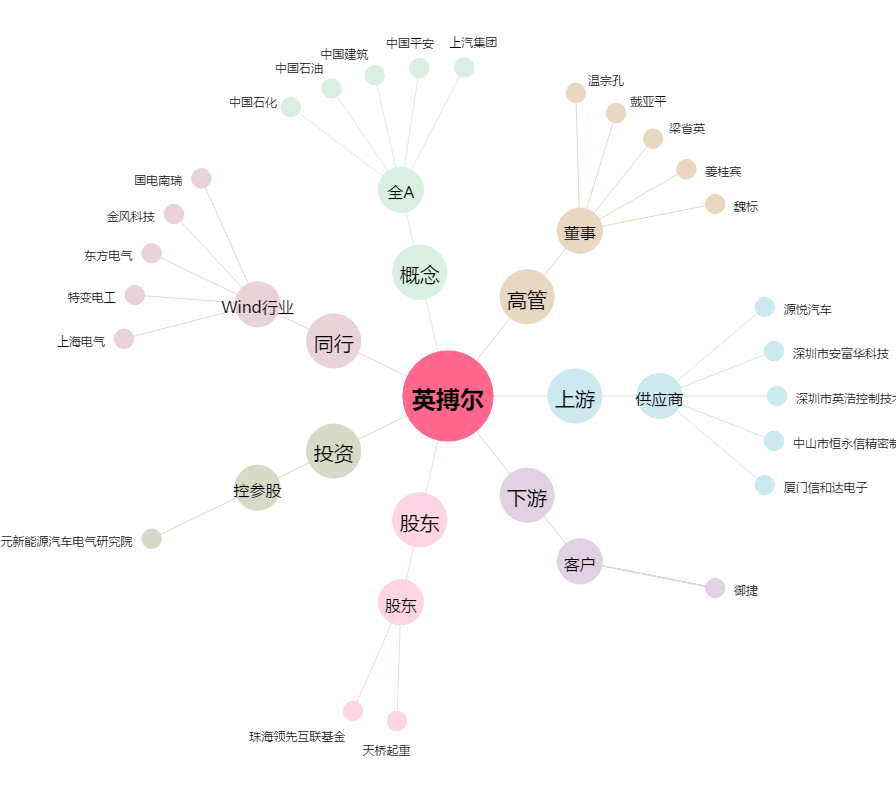 上汽集团
中国平安
中国建筑
中国石油
中国石化
温宗孔
戴亚平
梁省英
姜桂宾
魏标
国电南瑞
金风科技
东方电气
特变电工
上海电气
全A
董事
概念
高管
Wind行业
同行
源悦汽车
深圳市安富华科技
深圳市英浩控制技
中山市恒永信精密制
厦门信和达电子
英搏尔
上游
供应商
投资
控参股
元新能源汽车电气研究院
下游
股东
客户
御捷
股东
珠海领先互联基金
天桥起重